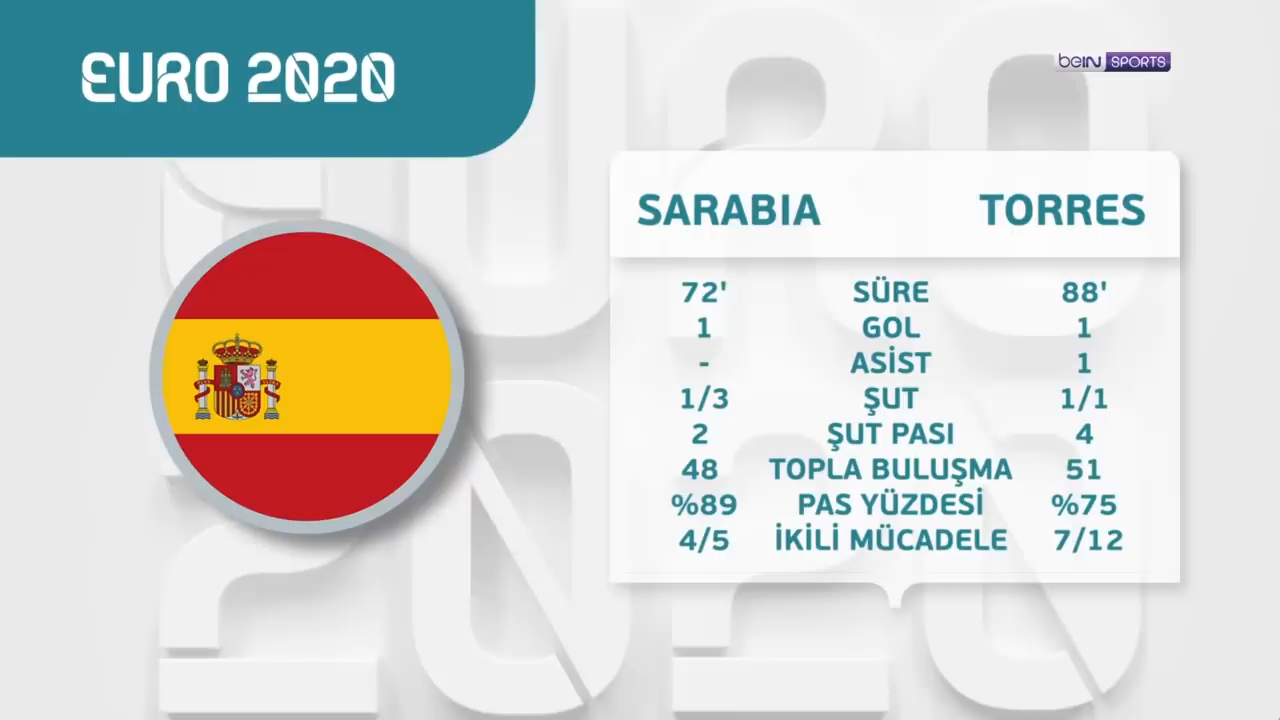 EURO 2020
beIN SPORTS
SARABIA TORRES
72' SÜRE 88'
1 GOL 1
- ASİST 1
1/3 ŞUT 1/1
2 ŞUT PASI 4
48 TOPLA BULUŞMA 51
%89 PAS YÜZDESİ %75
4/5 İKİLİ MÜCADELE 7/12